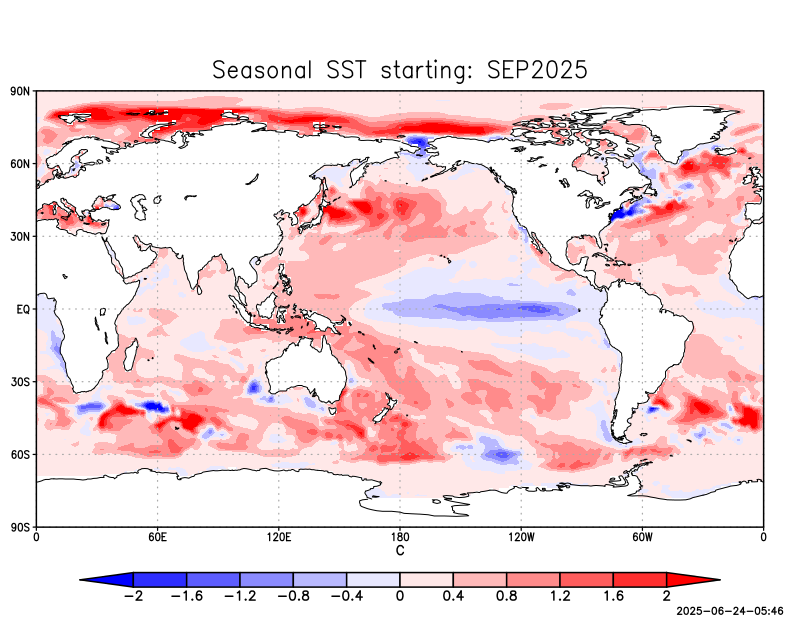 Seasonal SST starting: SEP2025
90N
60N
30N
EQ
30S
60S
90S
0 60E 120E 180 120W 60W 0
C
−2 −1.6 −1.2 −0.8 −0.4 0 0.4 0.8 1.2 1.6 2
2025-06-24-05:46